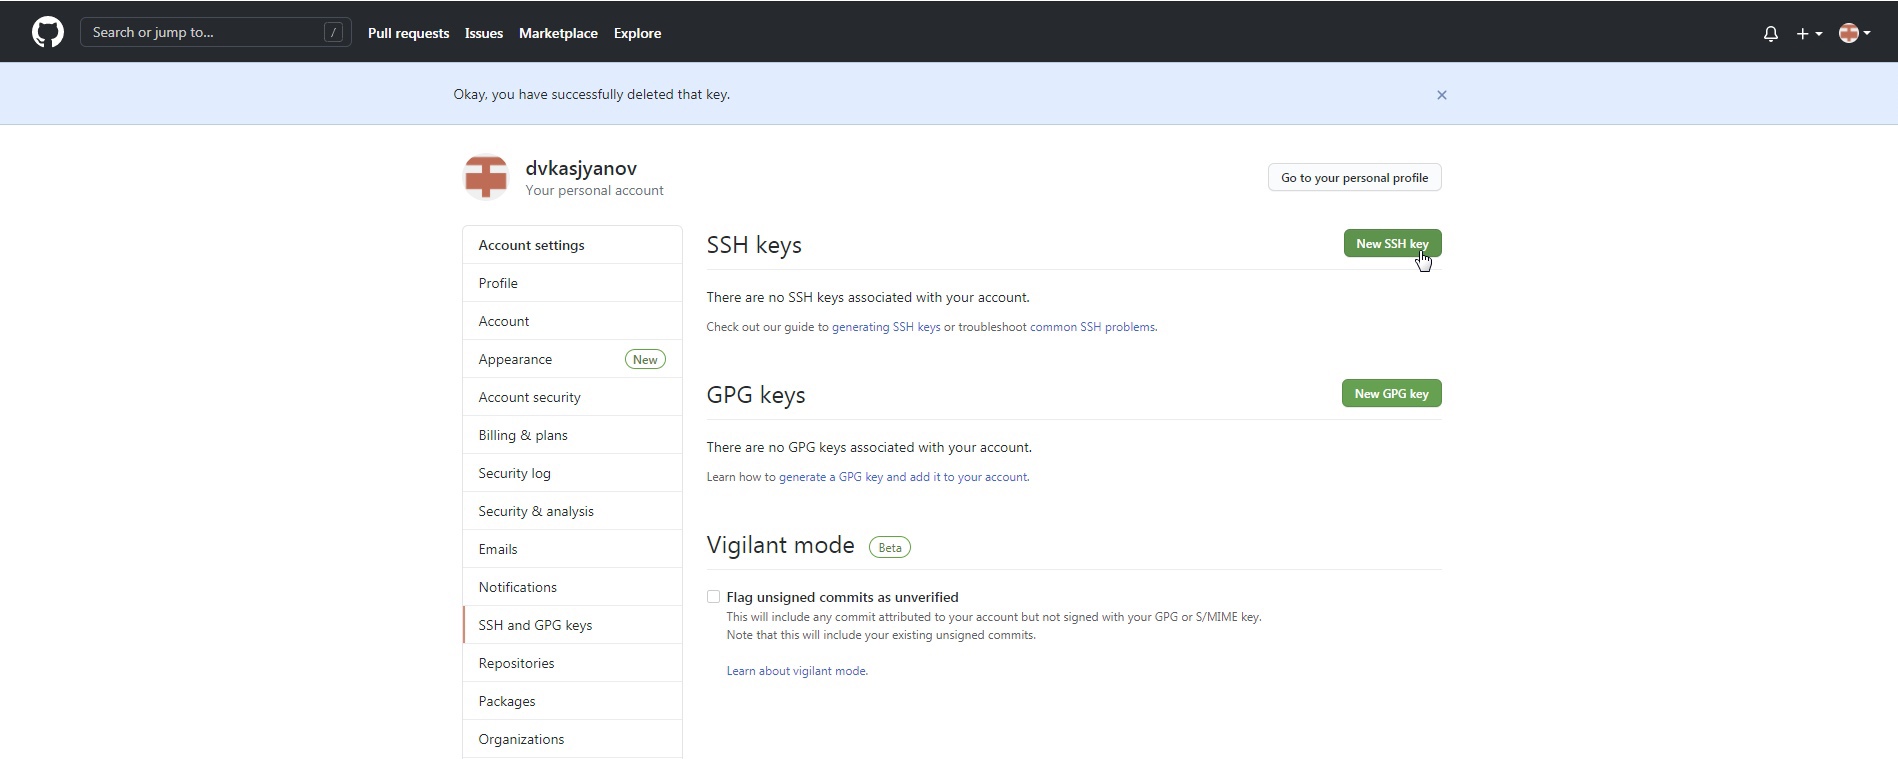 Search or jump to... /
Pull requests Issues Marketplace Explore
Okay, you have successfully deleted that key.
dvkasjyanov
Your personal account
Go to your personal profile
Account settings
Profile
Account
Appearance New
Account security
Billing & plans
Security log
Security & analysis
Emails
Notifications
SSH and GPG keys
Repositories
Packages
Organizations
SSH keys
New SSH key
There are no SSH keys associated with your account.
Check out our guide to generating SSH keys or troubleshoot common SSH problems.
GPG keys
New GPG key
There are no GPG keys associated with your account.
Learn how to generate a GPG key and add it to your account.
Vigilant mode Beta
Flag unsigned commits as unverified
This will include any commit attributed to your account but not signed with your GPG or S/MIME key.
Note that this will include your existing unsigned commits.
Learn about vigilant mode.